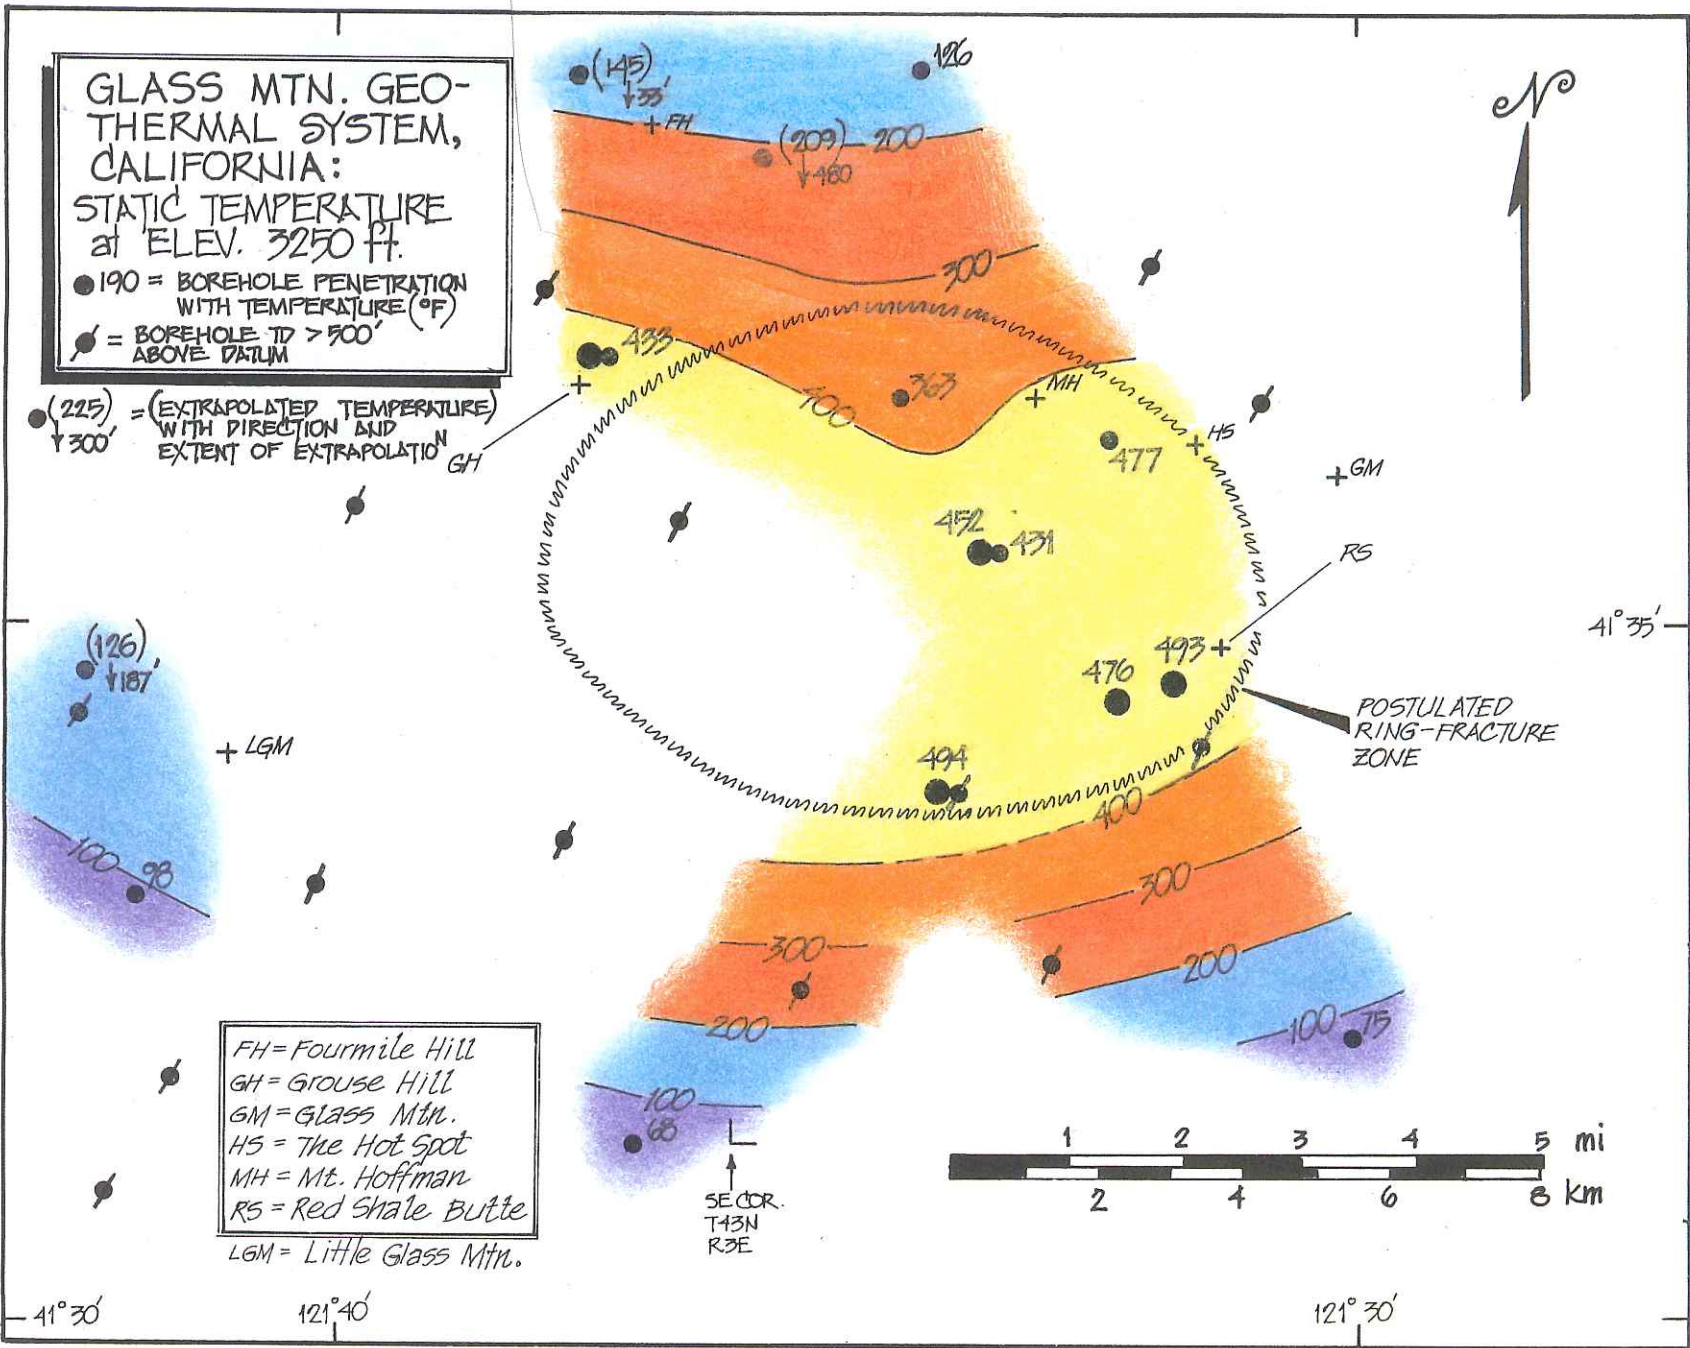 GLASS MTN. GEO-
THERMAL SYSTEM,
CALIFORNIA:
STATIC TEMPERATURE
at ELEV. 3250 ft.
190 = BOREHOLE PENETRATION
WITH TEMPERATURE (°F)
= BOREHOLE TD > 500'
ABOVE DATUM
(225) = (EXTRAPOLATED TEMPERATURE)
↓300' WITH DIRECTION AND
EXTENT OF EXTRAPOLATION
(145)
↓33'
126
FH
(209)
↓480
200
N
300
433
363
MH
400
GH
477
HS
GM
452
431
RS
41°35'
(126)
↓187'
493
476
LGM
POSTULATED
RING-FRACTURE
ZONE
494
400
100
98
300
300
200
200
100
75
100
68
FH = Fourmile Hill
GH = Grouse Hill
GM = Glass Mtn.
HS = The Hot Spot
MH = Mt. Hoffman
RS = Red Shale Butte
LGM = Little Glass Mtn.
SE COR.
T43N
R3E
1 2 3 4 5 mi
2 4 6 8 km
41°30'
121°40'
121°30'